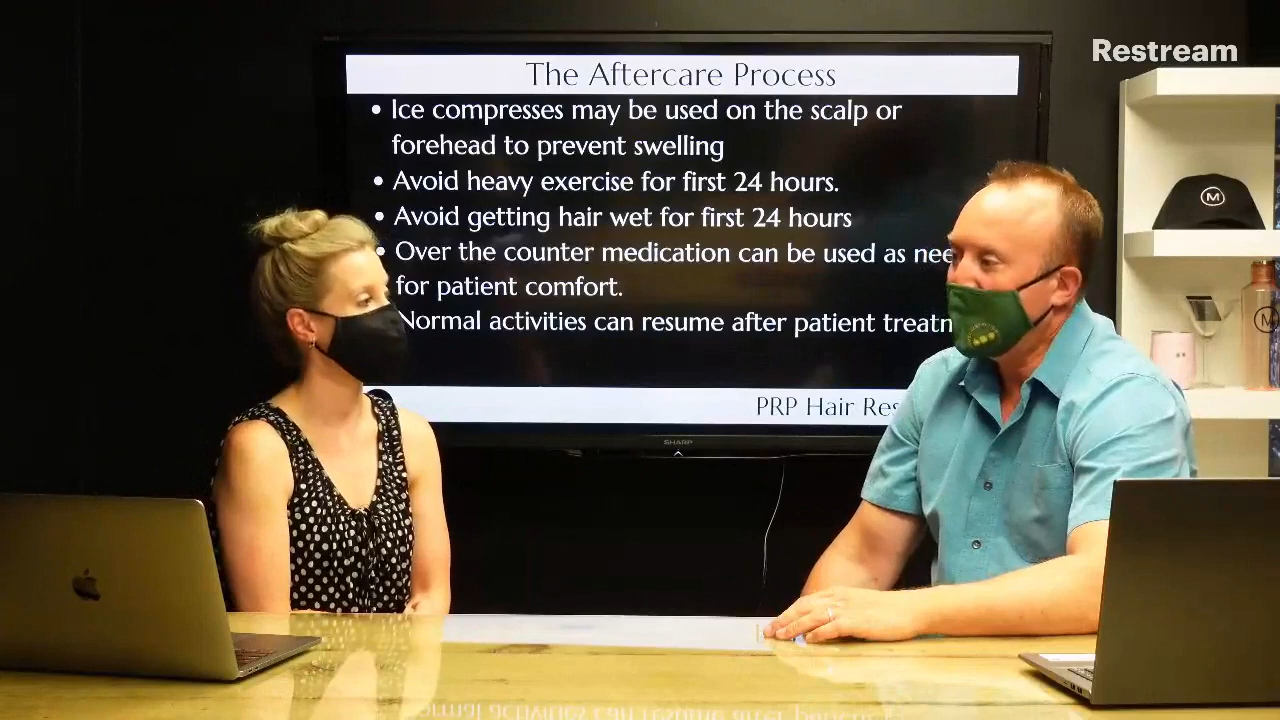 Restream
The Aftercare Process
• Ice compresses may be used on the scalp or
forehead to prevent swelling
• Avoid heavy exercise for first 24 hours.
• Avoid getting hair wet for first 24 hours
• Over the counter medication can be used as nee
for patient comfort.
Normal activities can resume after patient treatn
PRP Hair Res
SHARP
M
M